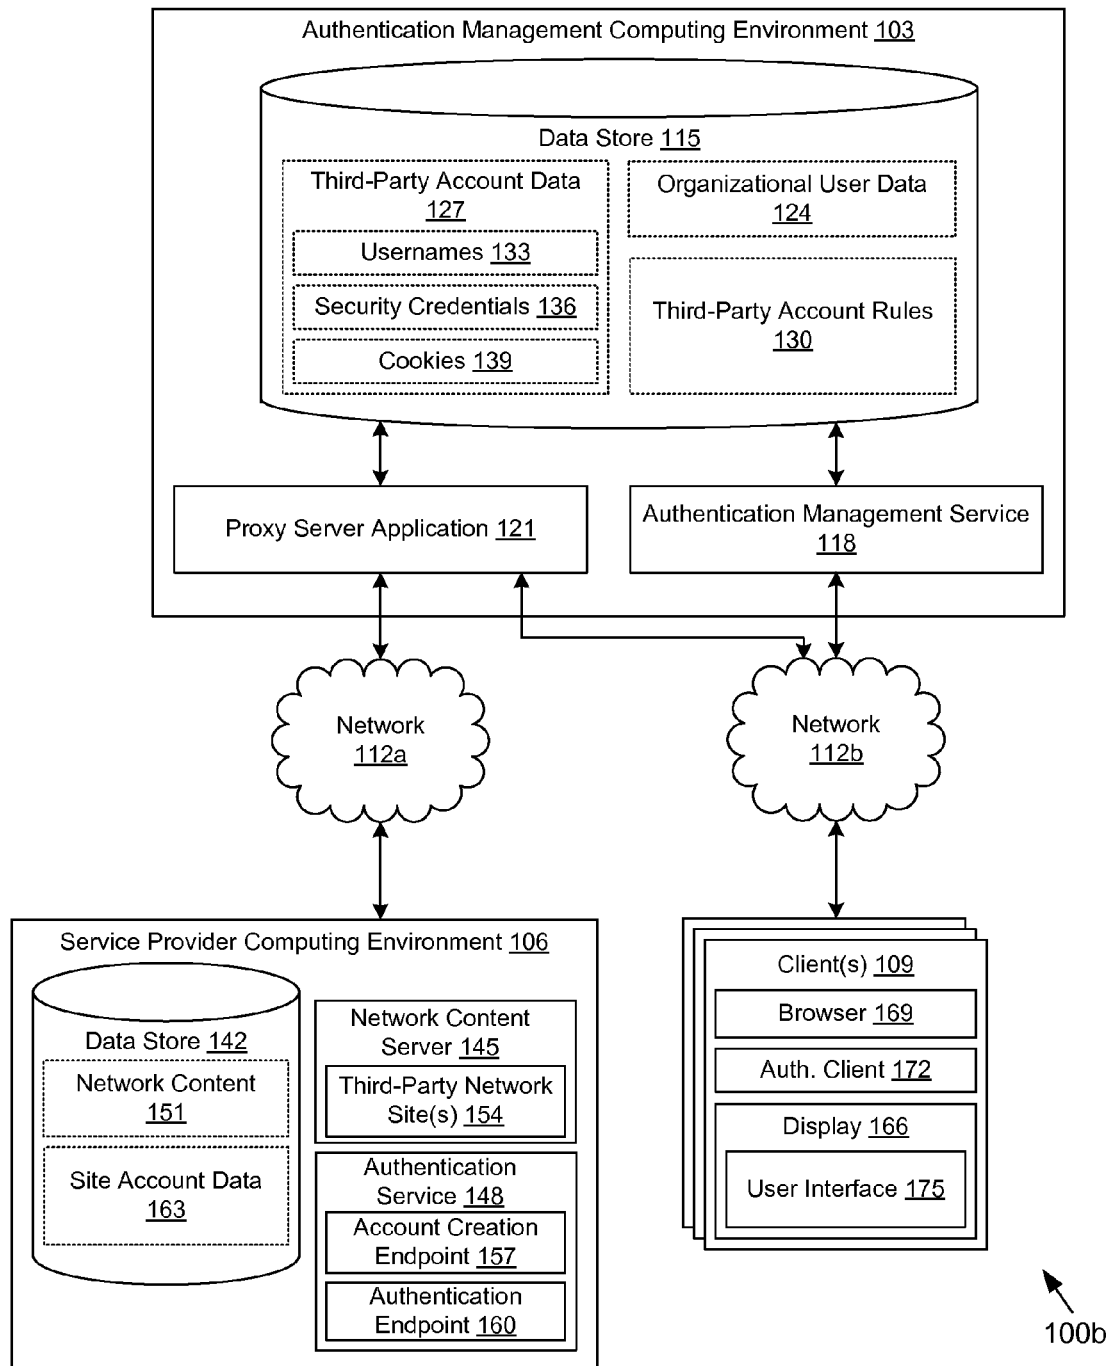 Authentication Management Computing Environment 103
Data Store 115
Third-Party Account Data
127
Usernames 133
Security Credentials 136
Cookies 139
Organizational User Data
124
Third-Party Account Rules
130
Proxy Server Application 121
Authentication Management Service
118
Network
112a
Network
112b
Service Provider Computing Environment 106
Data Store 142
Network Content
151
Site Account Data
163
Network Content
Server 145
Third-Party Network
Site(s) 154
Authentication
Service 148
Account Creation
Endpoint 157
Authentication
Endpoint 160
Client(s) 109
Browser 169
Auth. Client 172
Display 166
User Interface 175
100b